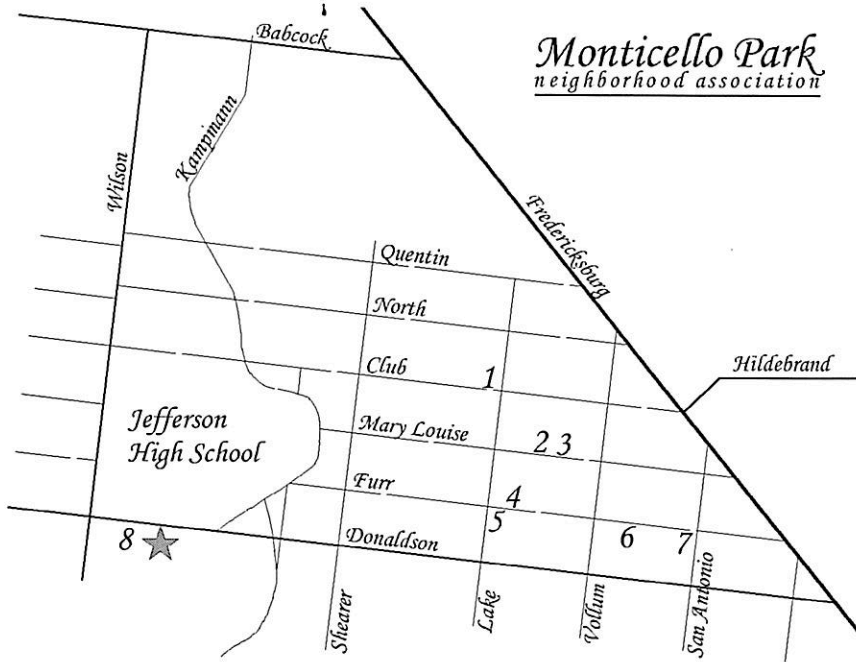 Babcock
Monticello Park
neighborhood association
Kampmann
Wilson
Fredericksburg
Quentin
North
Hildebrand
Club
1
Jefferson
High School
Mary Louise
2 3
Furr
4
5
6
7
8
Donaldson
Shearer
Lake
Vollum
San Antonio